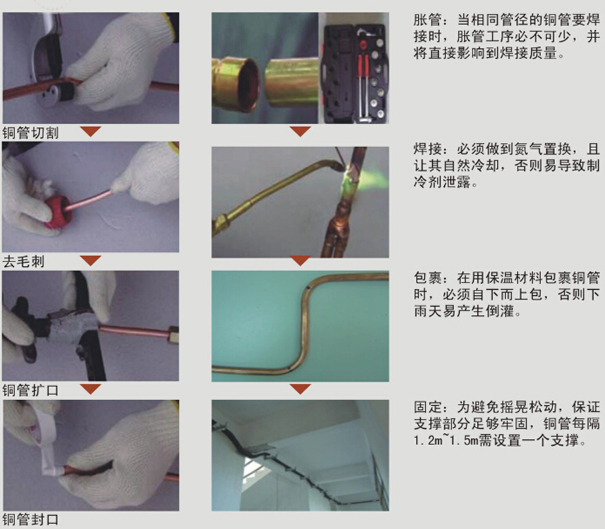 铜管切割
去毛刺
铜管扩口
铜管封口
胀管：当相同管径的铜管要焊
接时，胀管工序必不可少，并
将直接影响到焊接质量。
焊接：必须做到氮气置换，且
让其自然冷却，否则易导致制
冷剂泄露。
包裹：在用保温材料包裹铜管
时，必须自下而上包，否则下
雨天易产生倒灌。
固定：为避免摇晃松动，保证
支撑部分足够牢固，铜管每隔
1.2m~1.5m需设置一个支撑。